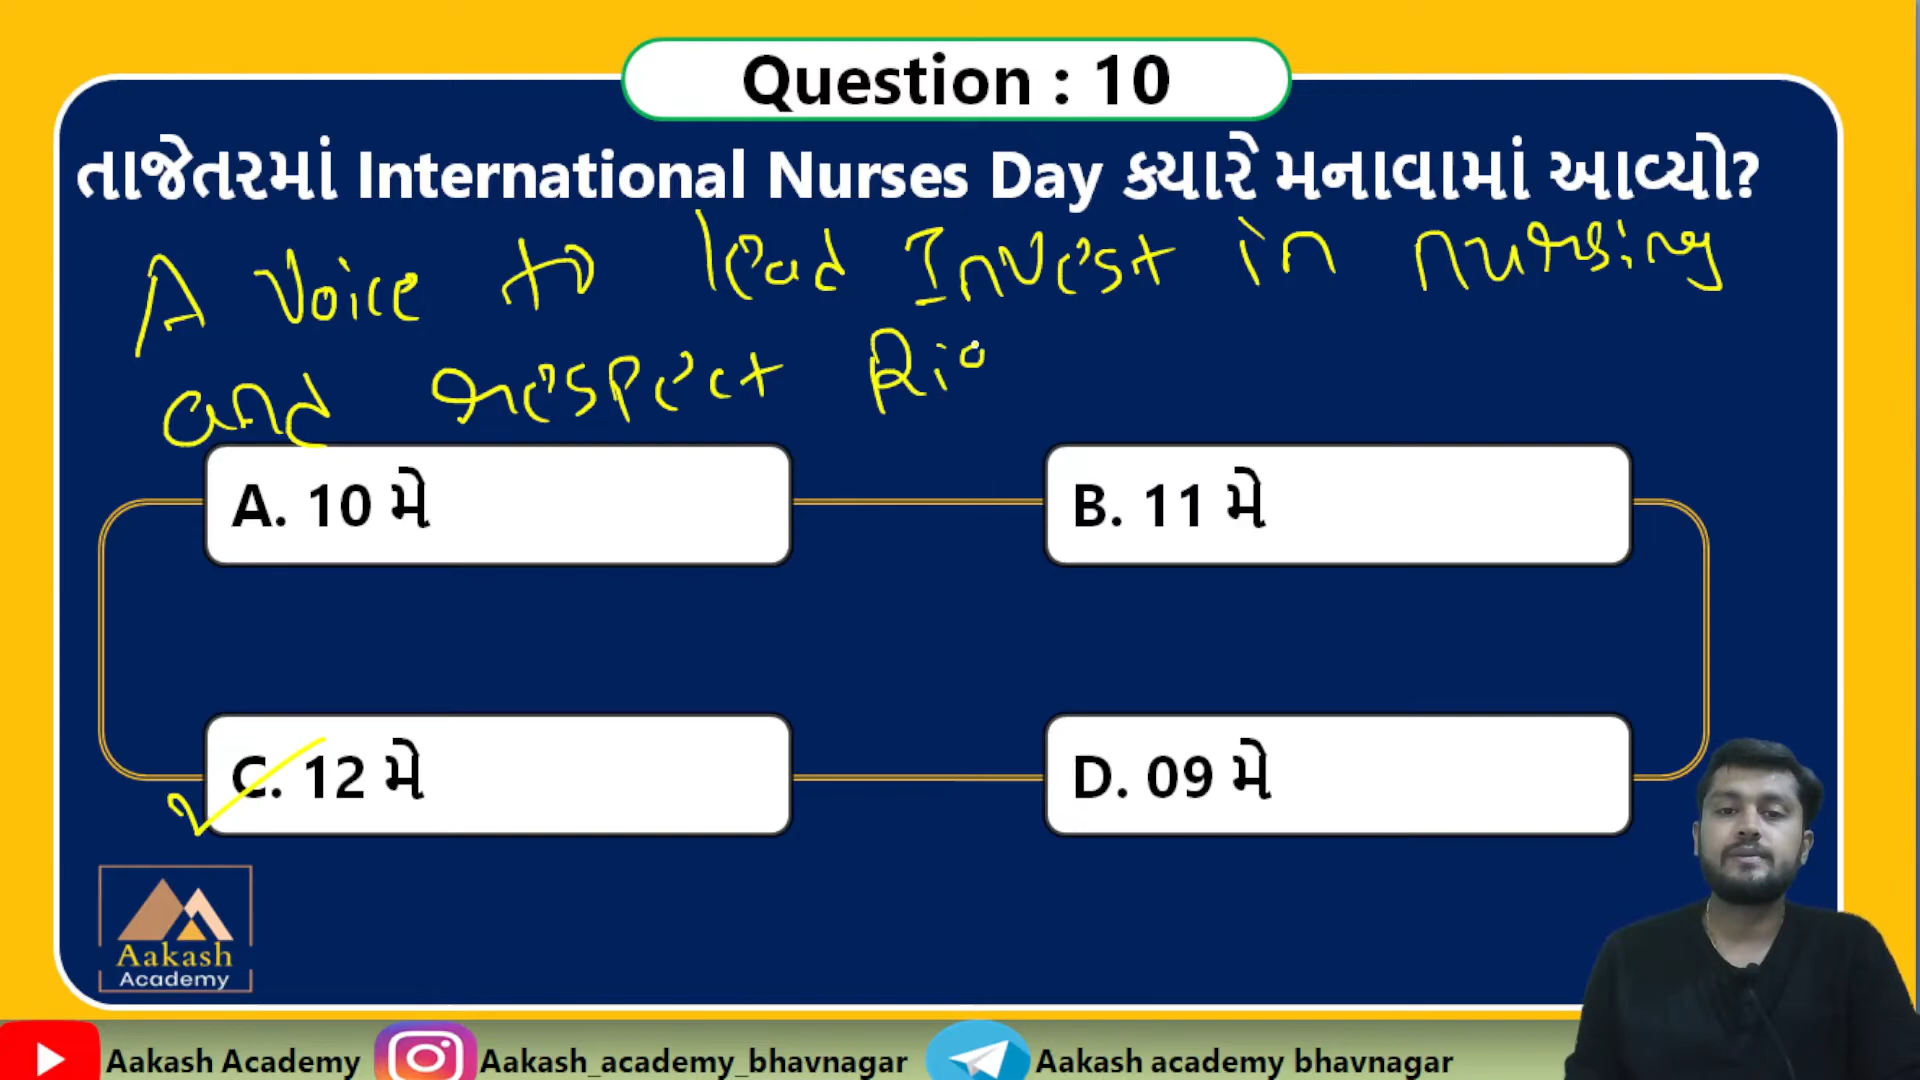 Question : 10
તાજેતરમાં International Nurses Day ક્યારે મનાવામાં આવ્યો?
A Voice to lead Invest in nursing
and respect Rig
A. 10 મે
B. 11 મે
C. 12 મે
D. 09 મે
Aakash
Academy
Aakash Academy
Aakash_academy_bhavnagar
Aakash academy bhavnagar